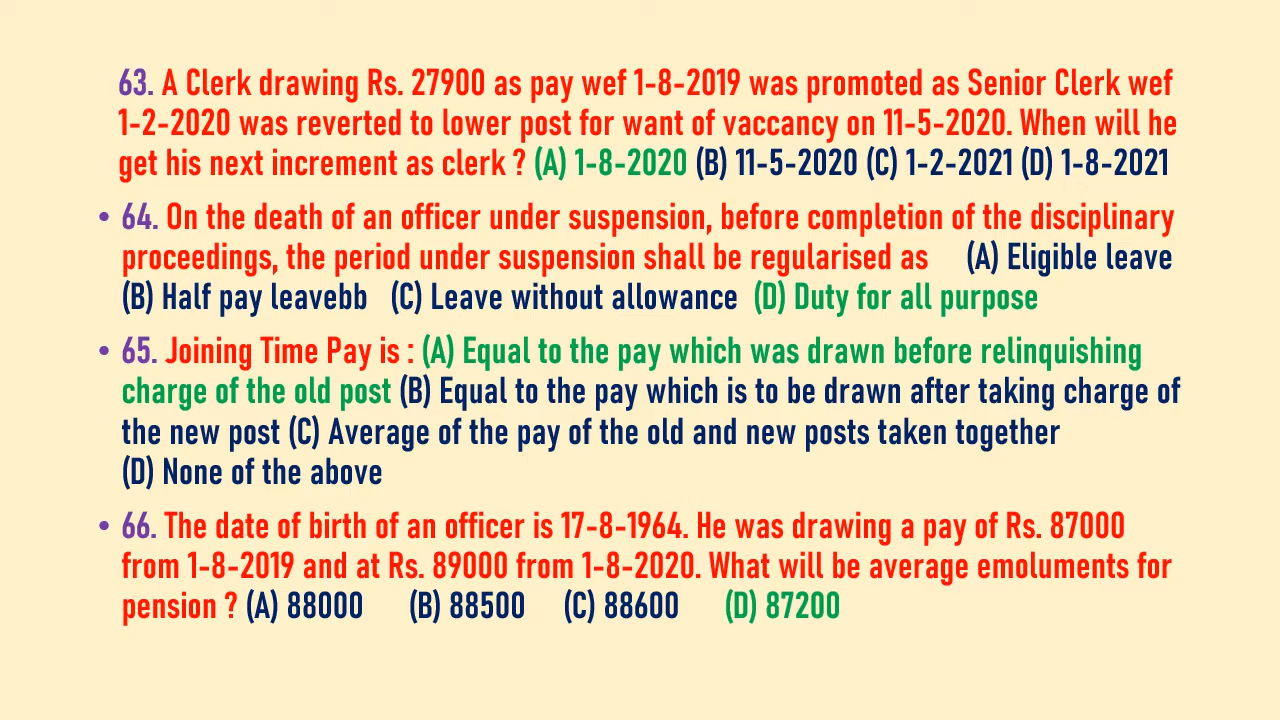 63. A Clerk drawing Rs. 27900 as pay wef 1-8-2019 was promoted as Senior Clerk wef
1-2-2020 was reverted to lower post for want of vaccancy on 11-5-2020. When will he
get his next increment as clerk ? (A) 1-8-2020 (B) 11-5-2020 (C) 1-2-2021 (D) 1-8-2021
• 64. On the death of an officer under suspension, before completion of the disciplinary
proceedings, the period under suspension shall be regularised as (A) Eligible leave
(B) Half pay leavebb (C) Leave without allowance (D) Duty for all purpose
• 65. Joining Time Pay is : (A) Equal to the pay which was drawn before relinquishing
charge of the old post (B) Equal to the pay which is to be drawn after taking charge of
the new post (C) Average of the pay of the old and new posts taken together
(D) None of the above
• 66. The date of birth of an officer is 17-8-1964. He was drawing a pay of Rs. 87000
from 1-8-2019 and at Rs. 89000 from 1-8-2020. What will be average emoluments for
pension ? (A) 88000 (B) 88500 (C) 88600 (D) 87200